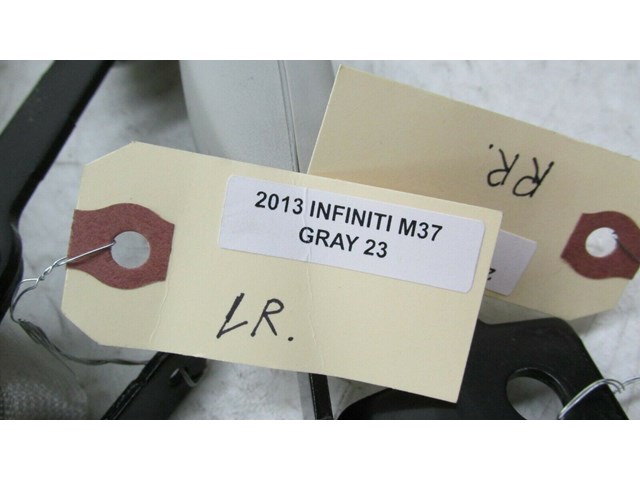 2013 INFINITI M37
GRAY 23
LR.
RR.